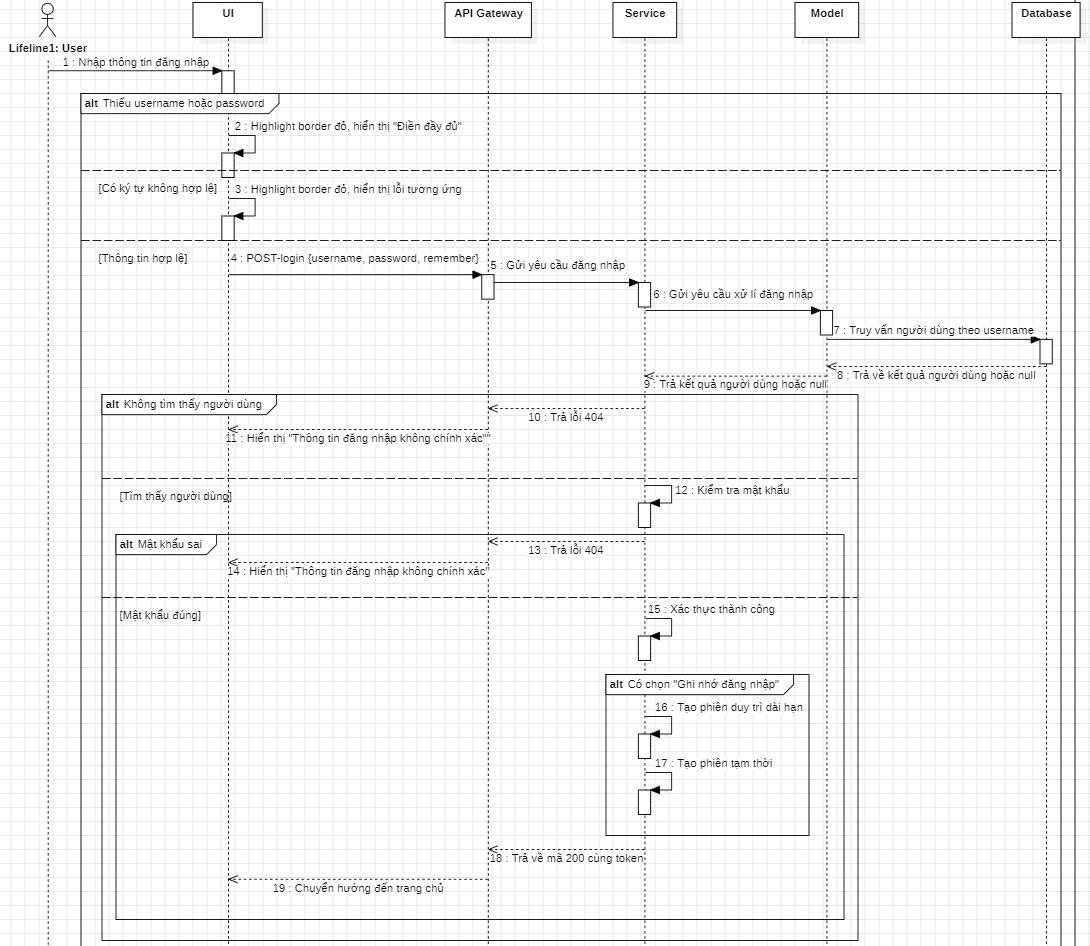 UI
API Gateway
Service
Model
Database
Lifeline1: User
1 : Nhập thông tin đăng nhập
alt Thiếu username hoặc password
2 : Highlight border đỏ, hiển thị "Điền đầy đủ"
[Có ký tự không hợp lệ]
3 : Highlight border đỏ, hiển thị lỗi tương ứng
[Thông tin hợp lệ]
4 : POST-login {username, password, remember}
5 : Gửi yêu cầu đăng nhập
6 : Gửi yêu cầu xử lí đăng nhập
7 : Truy vấn người dùng theo username
8 : Trả về kết quả người dùng hoặc null
9 : Trả kết quả người dùng hoặc null
alt Không tìm thấy người dùng
10 : Trả lỗi 404
11 : Hiển thị "Thông tin đăng nhập không chính xác""
[Tìm thấy người dùng]
12 : Kiểm tra mật khẩu
alt Mật khẩu sai
13 : Trả lỗi 404
14 : Hiển thị "Thông tin đăng nhập không chính xác"
[Mật khẩu đúng]
15 : Xác thực thành công
alt Có chọn "Ghi nhớ đăng nhập"
16 : Tạo phiên duy trì dài hạn
17 : Tạo phiên tạm thời
18 : Trả về mã 200 cùng token
19 : Chuyển hướng đến trang chủ